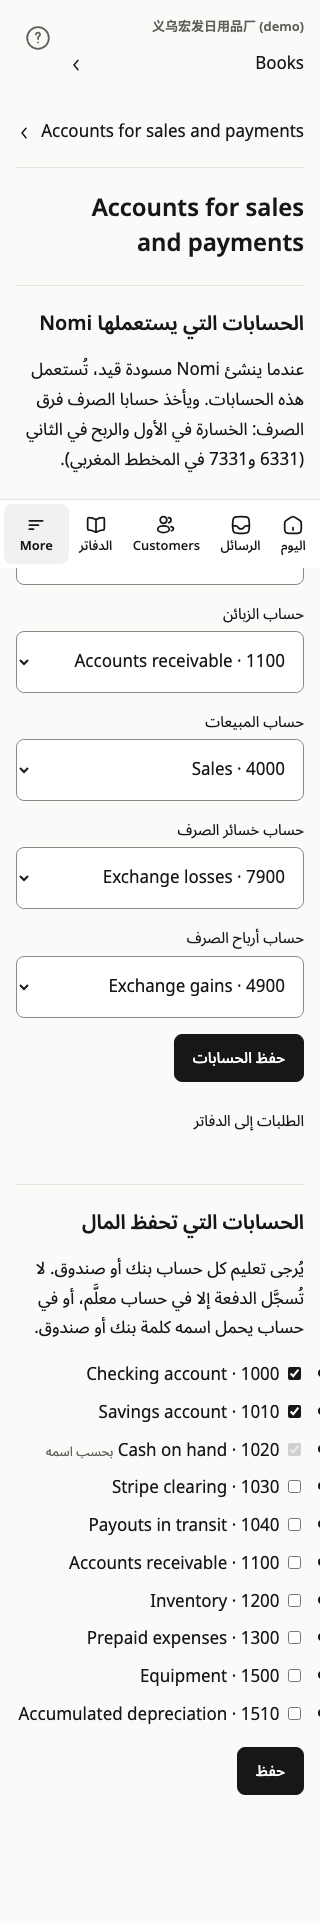 义乌宏发日用品厂 (demo)
Books
Accounts for sales and payments
Accounts for sales
and payments
الحسابات التي يستعملها Nomi
عندما ينشئ Nomi مسودة قيد، تُستعمل
هذه الحسابات. ويأخذ حسابا الصرف فرق
الصرف: الخسارة في الأول والربح في الثاني
(6331 و7331 في المخطط المغربي).
اليوم
الرسائل
Customers
الدفاتر
More
حساب الزبائن
1100 · Accounts receivable
حساب المبيعات
4000 · Sales
حساب خسائر الصرف
7900 · Exchange losses
حساب أرباح الصرف
4900 · Exchange gains
حفظ الحسابات
الطلبات إلى الدفاتر
الحسابات التي تحفظ المال
يُرجى تعليم كل حساب بنك أو صندوق. لا
تُسجَّل الدفعة إلا في حساب معلَّم، أو في
حساب يحمل اسمه كلمة بنك أو صندوق.
1000 · Checking account
1010 · Savings account
1020 · Cash on hand بحسب اسمه
1030 · Stripe clearing
1040 · Payouts in transit
1100 · Accounts receivable
1200 · Inventory
1300 · Prepaid expenses
1500 · Equipment
1510 · Accumulated depreciation
حفظ